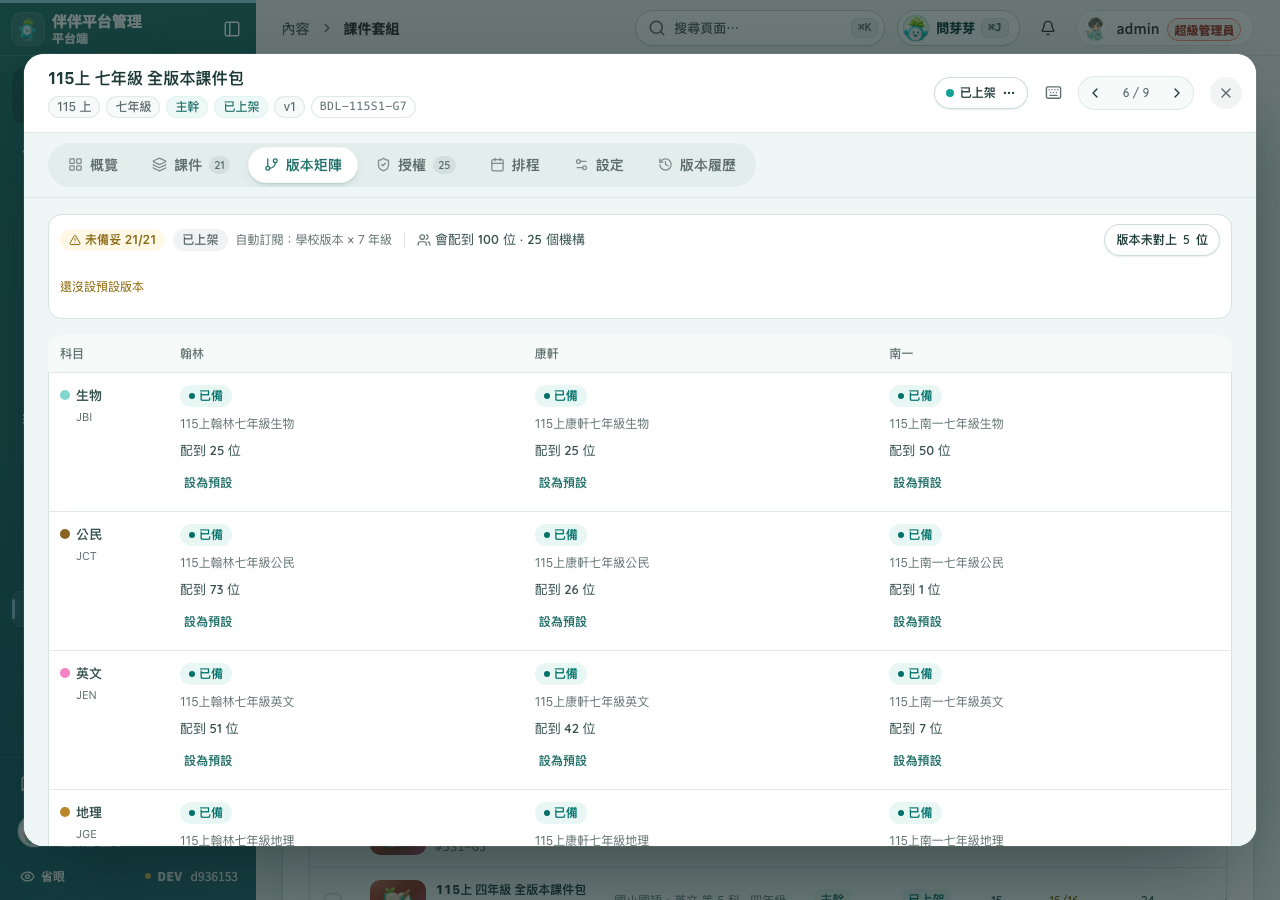 伴伴平台管理
平台端
內容 > 課件套組
搜尋頁面… ⌘K
問芽芽 ⌘J
admin 超級管理員
115上 七年級 全版本課件包
115 上 七年級 主幹 已上架 v1 BDL-115S1-G7
已上架 … 6 / 9
概覽 課件 21 版本矩陣 授權 25 排程 設定 版本履歷
未備妥 21/21 已上架 自動訂閱：學校版本 × 7 年級 會配到 100 位 · 25 個機構 版本未對上 5 位
還沒設預設版本
科目 翰林 康軒 南一
生物 已備 已備 已備
JBI 115上翰林七年級生物 115上康軒七年級生物 115上南一七年級生物
配到 25 位 配到 25 位 配到 50 位
設為預設 設為預設 設為預設
公民 已備 已備 已備
JCT 115上翰林七年級公民 115上康軒七年級公民 115上南一七年級公民
配到 73 位 配到 26 位 配到 1 位
設為預設 設為預設 設為預設
英文 已備 已備 已備
JEN 115上翰林七年級英文 115上康軒七年級英文 115上南一七年級英文
配到 51 位 配到 42 位 配到 7 位
設為預設 設為預設 設為預設
地理 已備 已備 已備
JGE 115上翰林七年級地理 115上康軒七年級地理 115上南一七年級地理
省眼 DEV d936153
115上 四年級 全版本課件包